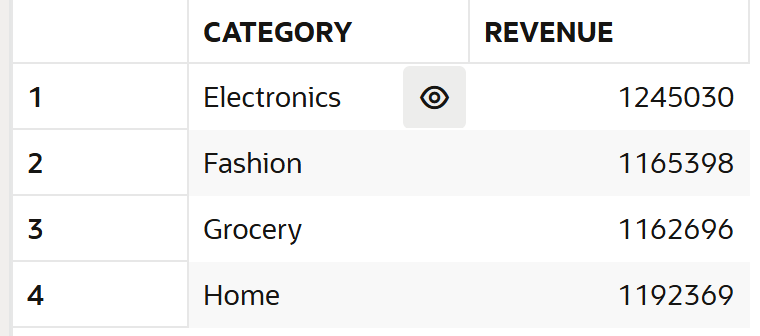 CATEGORY REVENUE
1 Electronics 1245030
2 Fashion 1165398
3 Grocery 1162696
4 Home 1192369